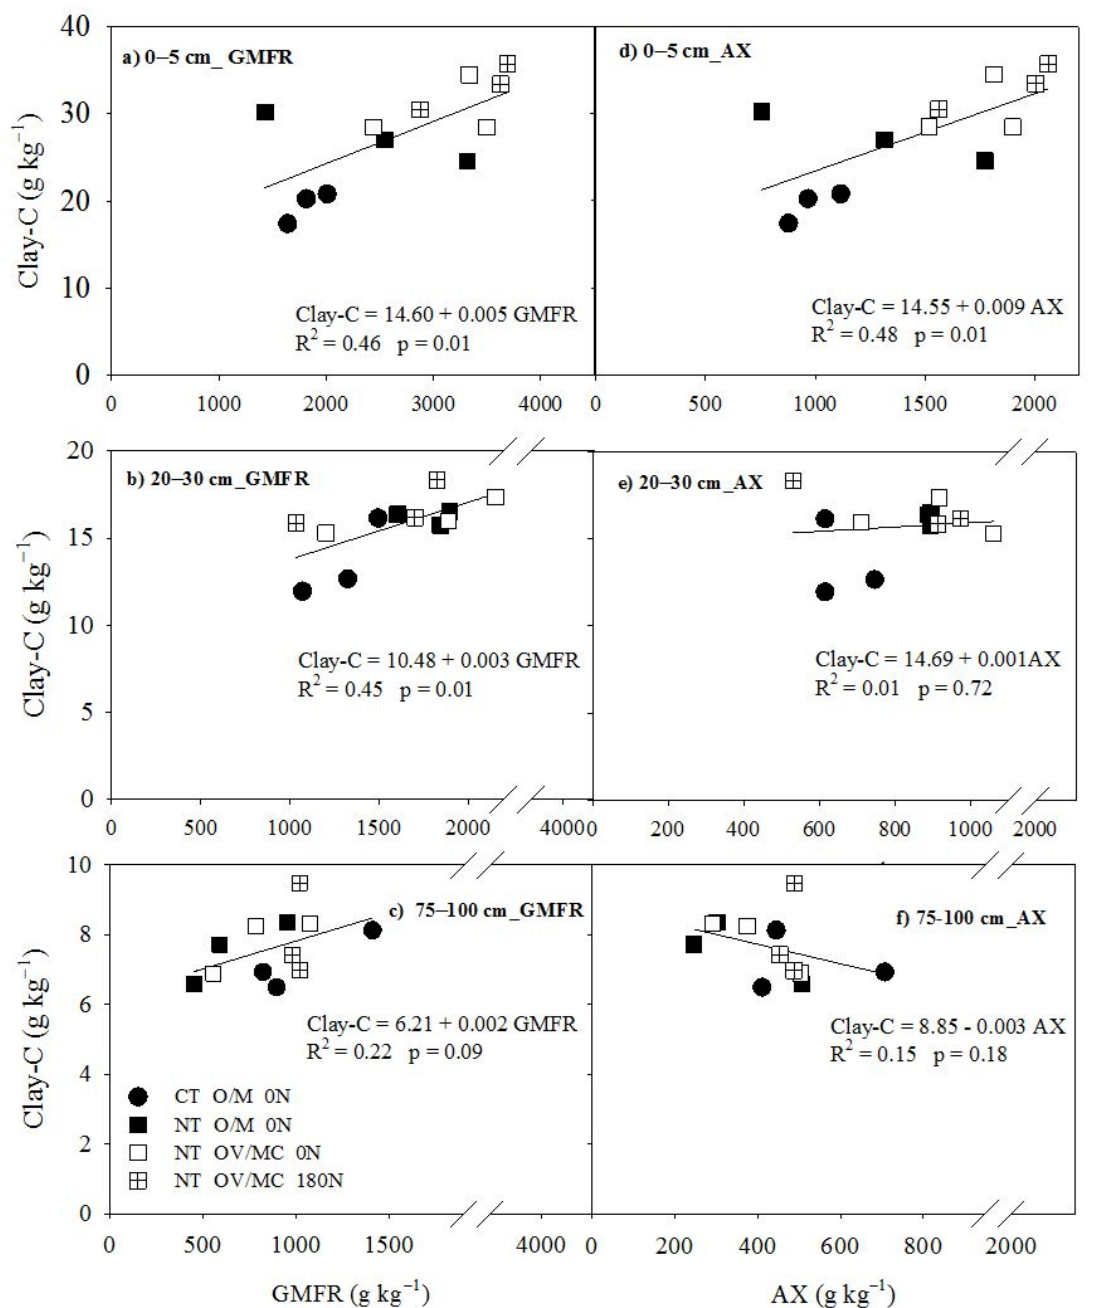 40
30
20
10
0
Clay-C (g kg⁻¹)
a) 0–5 cm_ GMFR
Clay-C = 14.60 + 0.005 GMFR
R² = 0.46 p = 0.01
0 1000 2000 3000 4000
d) 0–5 cm_AX
Clay-C = 14.55 + 0.009 AX
R² = 0.48 p = 0.01
0 500 1000 1500 2000
20
15
10
5
0
Clay-C (g kg⁻¹)
b) 20–30 cm_GMFR
Clay-C = 10.48 + 0.003 GMFR
R² = 0.45 p = 0.01
0 500 1000 1500 2000 4000
e) 20–30 cm_AX
Clay-C = 14.69 + 0.001AX
R² = 0.01 p = 0.72
0 200 400 600 800 1000 2000
10
8
6
4
2
0
Clay-C (g kg⁻¹)
c) 75–100 cm_GMFR
Clay-C = 6.21 + 0.002 GMFR
R² = 0.22 p = 0.09
CT O/M 0N
NT O/M 0N
NT OV/MC 0N
NT OV/MC 180N
0 500 1000 1500 4000
GMFR (g kg⁻¹)
f) 75-100 cm_AX
Clay-C = 8.85 - 0.003 AX
R² = 0.15 p = 0.18
0 200 400 600 800 2000
AX (g kg⁻¹)